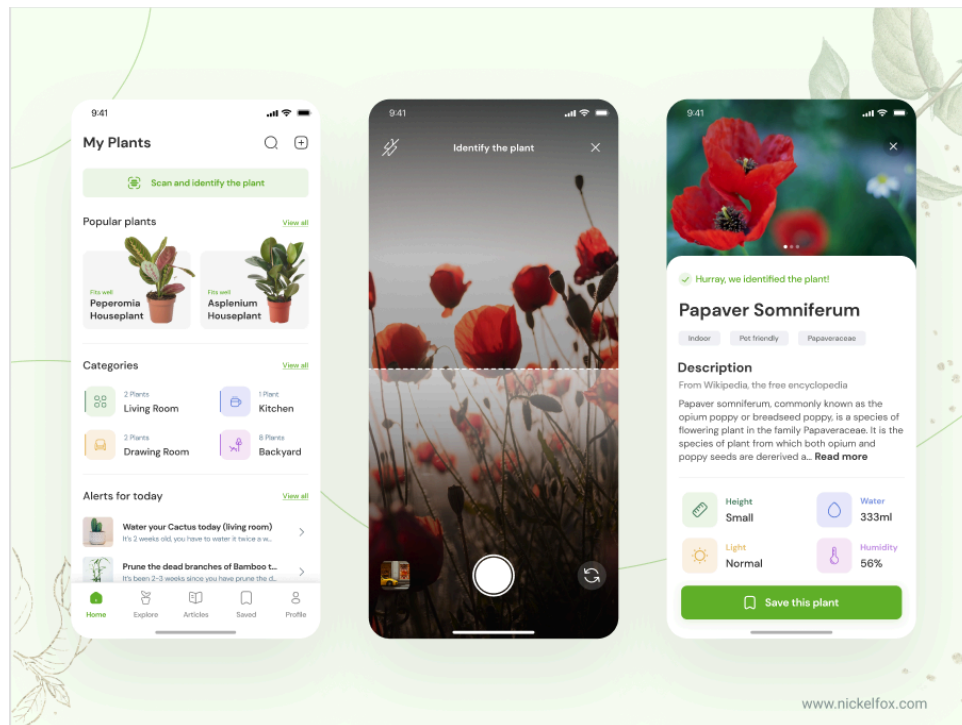 9:41
My Plants
Scan and identify the plant
Popular plants
View all
Fits well
Peperomia
Houseplant
Fits well
Asplenium
Houseplant
Categories
View all
2 Plants
Living Room
1 Plant
Kitchen
2 Plants
Drawing Room
8 Plants
Backyard
Alerts for today
View all
Water your Cactus today (living room)
It's 2 weeks old, you have to water it twice a w...
Prune the dead branches of Bamboo t...
It's been 2-3 weeks since you have prune the d...
Home
Explore
Articles
Saved
Profile
9:41
Identify the plant
9:41
Hurray, we identified the plant!
Papaver Somniferum
Indoor
Pet friendly
Papaveraceae
Description
From Wikipedia, the free encyclopedia
Papaver somniferum, commonly known as the
opium poppy or breadseed poppy, is a species of
flowering plant in the family Papaveraceae. It is the
species of plant from which both opium and
poppy seeds are dererived a... Read more
Height
Small
Water
333ml
Light
Normal
Humidity
56%
Save this plant
www.nickelfox.com